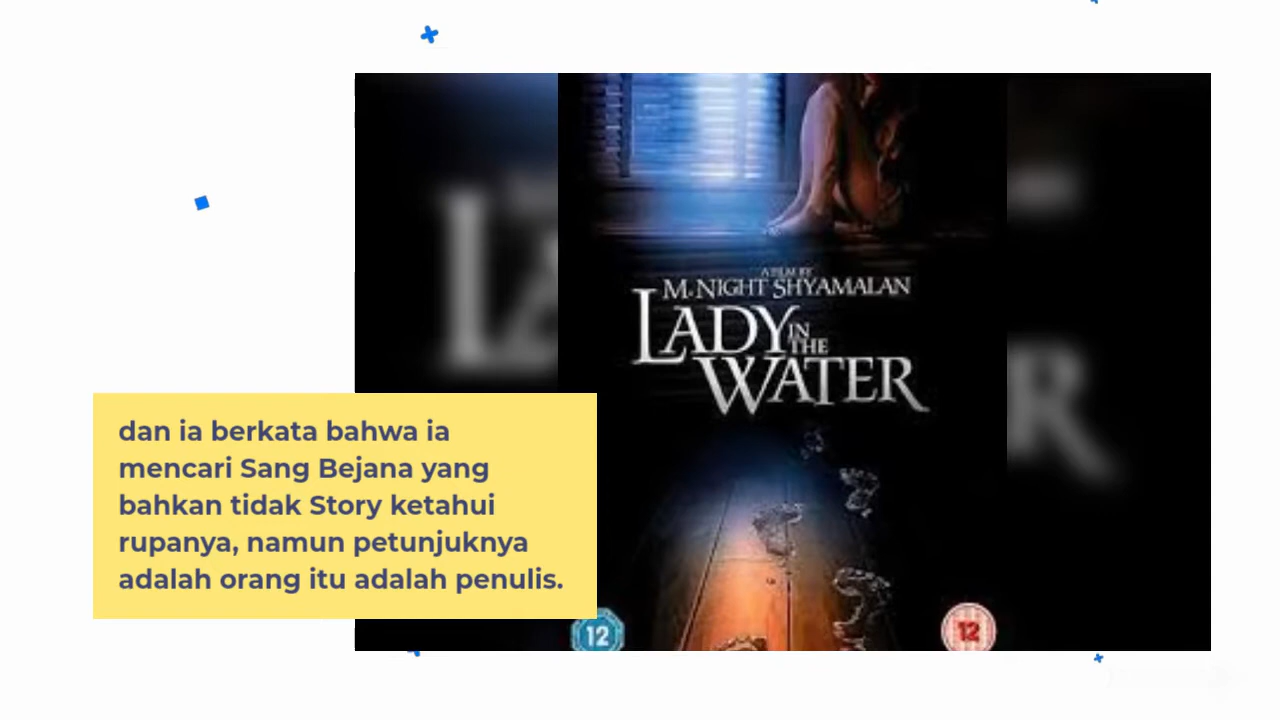 A FILM BY
M. NIGHT SHYAMALAN
LADY IN THE
WATER
dan ia berkata bahwa ia
mencari Sang Bejana yang
bahkan tidak Story ketahui
rupanya, namun petunjuknya
adalah orang itu adalah penulis.
12
12